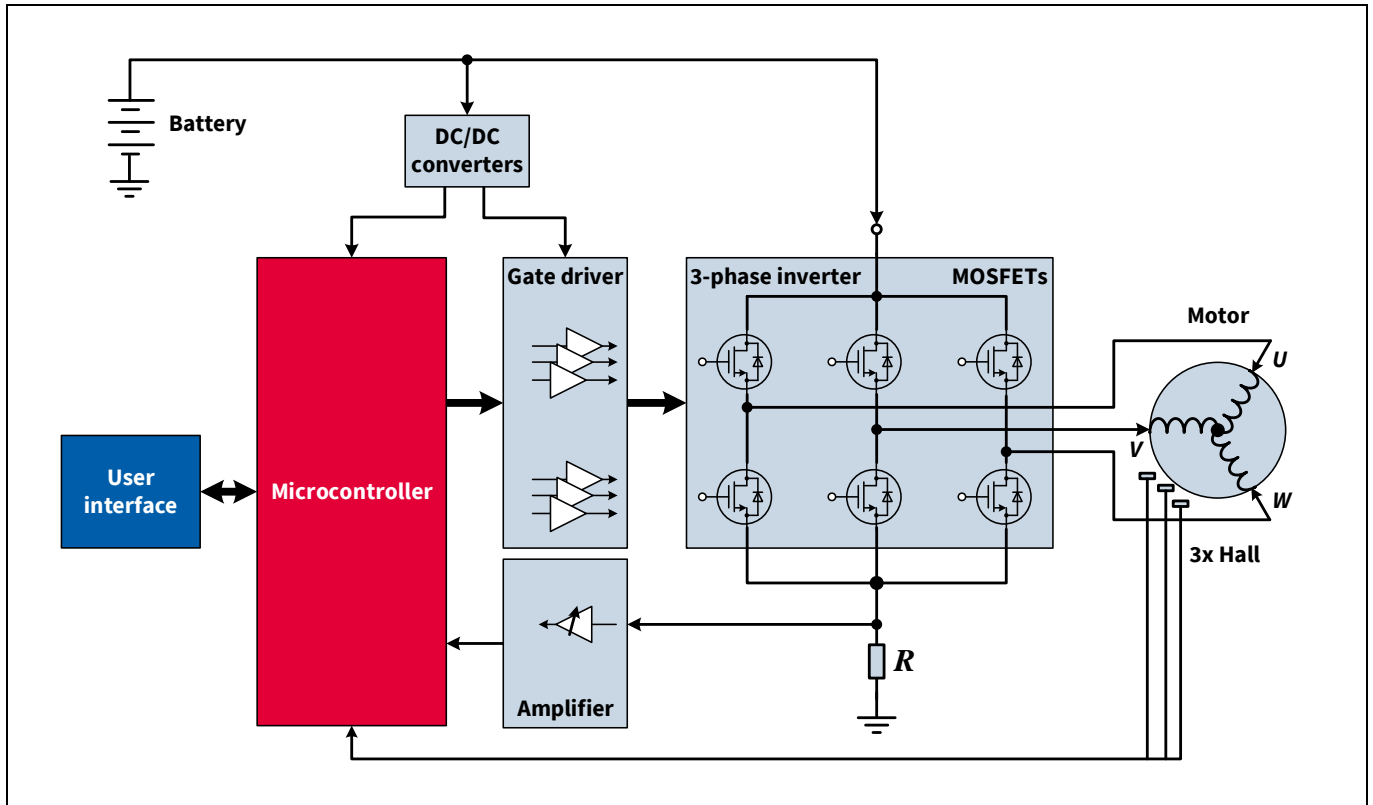 Battery
DC/DC
converters
Gate driver
3-phase inverter
MOSFETs
Motor
U
V
W
User
interface
Microcontroller
3x Hall
R
Amplifier